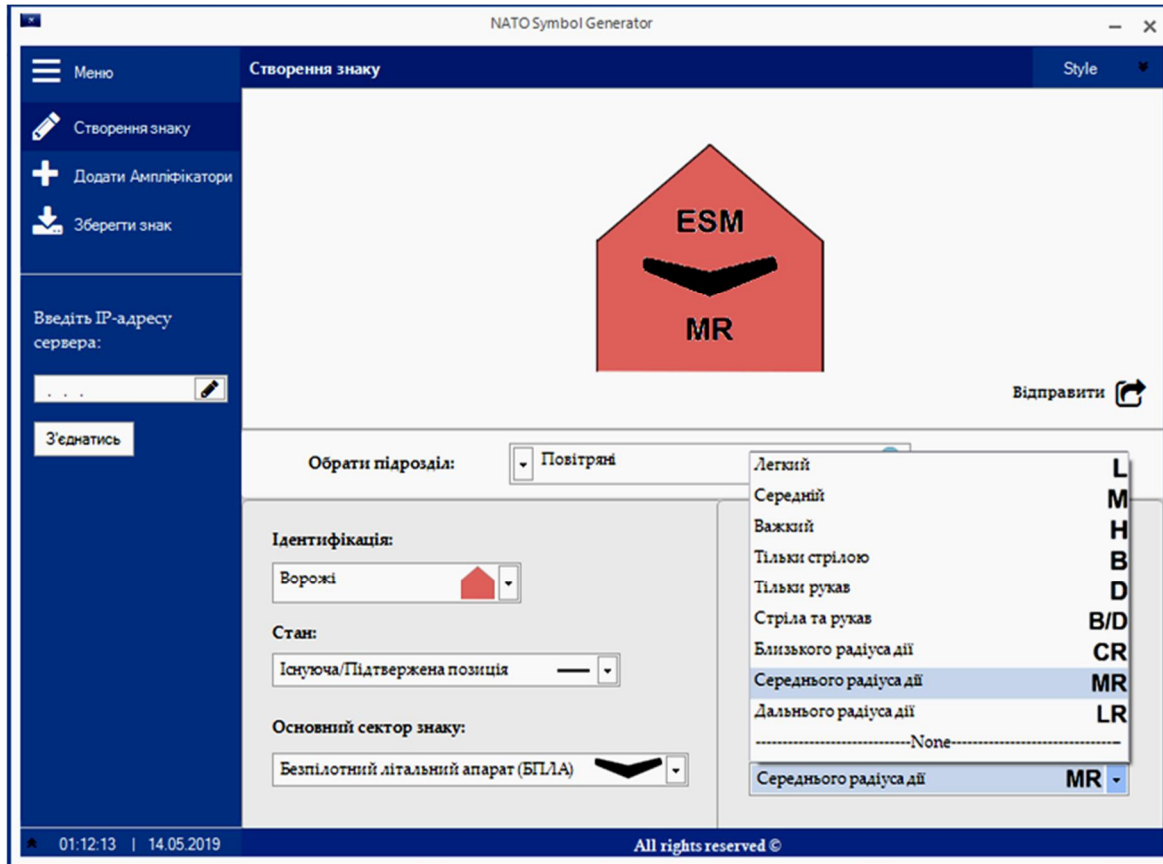 NATO Symbol Generator
Меню
Створення знаку
Style
Створення знаку
Додати Ампліфікатори
Зберегти знак
ESM
MR
Введіть IP-адресу
сервера:
. . .
З'єднатись
Відправити
Обрати підрозділ:
Повітряні
Ідентифікація:
Ворожі
Стан:
Існуюча/Підтвержена позиція
Основний сектор знаку:
Безпілотний літальний апарат (БПЛА)
Легкий L
Середній M
Важкий H
Тільки стрілою B
Тільки рукав D
Стріла та рукав B/D
Близького радіуса дії CR
Середнього радіуса дії MR
Дальнього радіуса дії LR
-------------------------------None---------------------------------
Середнього радіуса дії MR
01:12:13 | 14.05.2019
All rights reserved ©